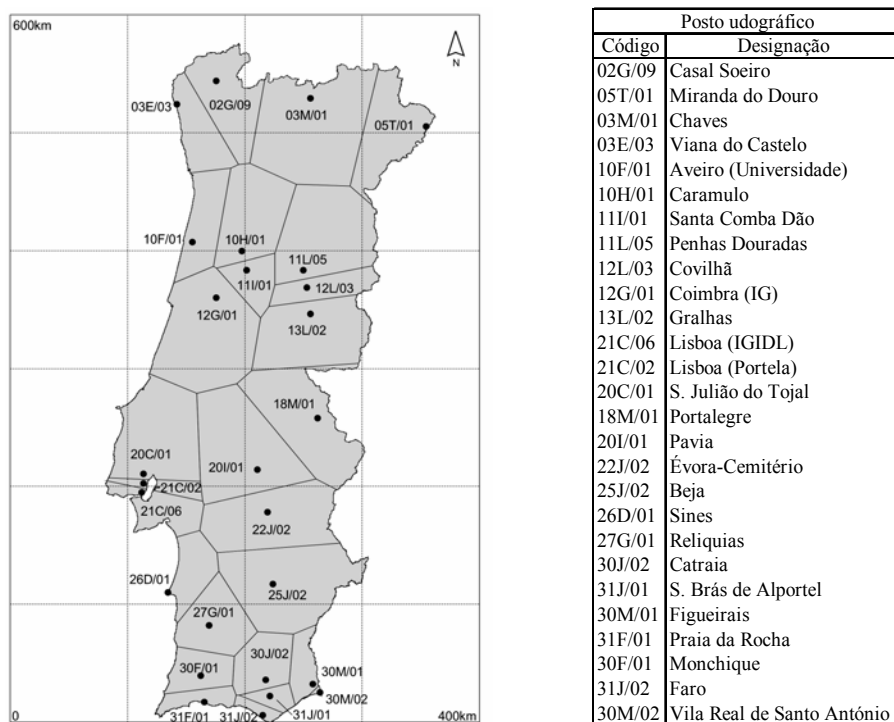 600km
N
02G/09
03E/03
03M/01
05T/01
10F/01
10H/01
11L/05
11I/01
12L/03
12G/01
13L/02
18M/01
20C/01
20I/01
21C/02
21C/06
22J/02
26D/01
25J/02
27G/01
30J/02
30F/01
30M/01
30M/02
0
31F/01
31J/02
31J/01
400km
Posto udográfico
Código Designação
02G/09 Casal Soeiro
05T/01 Miranda do Douro
03M/01 Chaves
03E/03 Viana do Castelo
10F/01 Aveiro (Universidade)
10H/01 Caramulo
11I/01 Santa Comba Dão
11L/05 Penhas Douradas
12L/03 Covilhã
12G/01 Coimbra (IG)
13L/02 Gralhas
21C/06 Lisboa (IGIDL)
21C/02 Lisboa (Portela)
20C/01 S. Julião do Tojal
18M/01 Portalegre
20I/01 Pavia
22J/02 Évora-Cemitério
25J/02 Beja
26D/01 Sines
27G/01 Reliquias
30J/02 Catraia
31J/01 S. Brás de Alportel
30M/01 Figueirais
31F/01 Praia da Rocha
30F/01 Monchique
31J/02 Faro
30M/02 Vila Real de Santo António